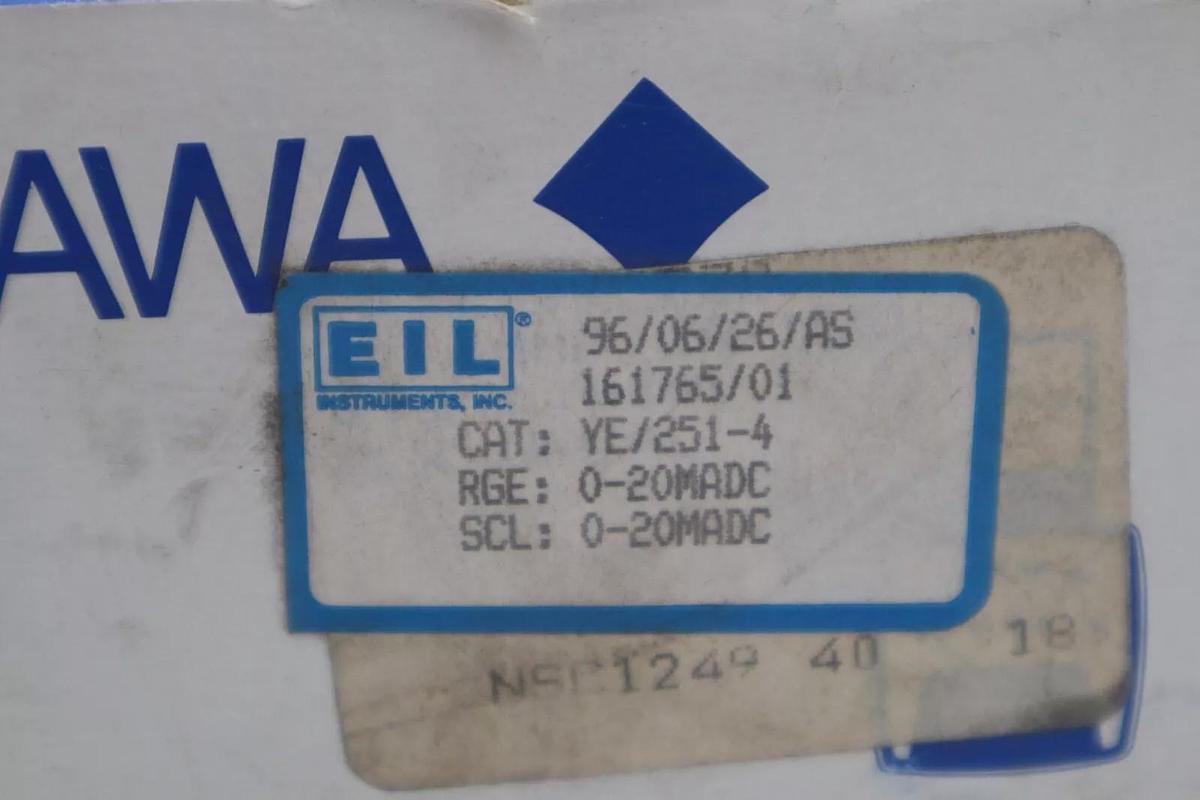 AWA
EIL®
INSTRUMENTS, INC.
96/06/26/AS
161765/01
CAT: YE/251-4
RGE: 0-20MADC
SCL: 0-20MADC
40 18